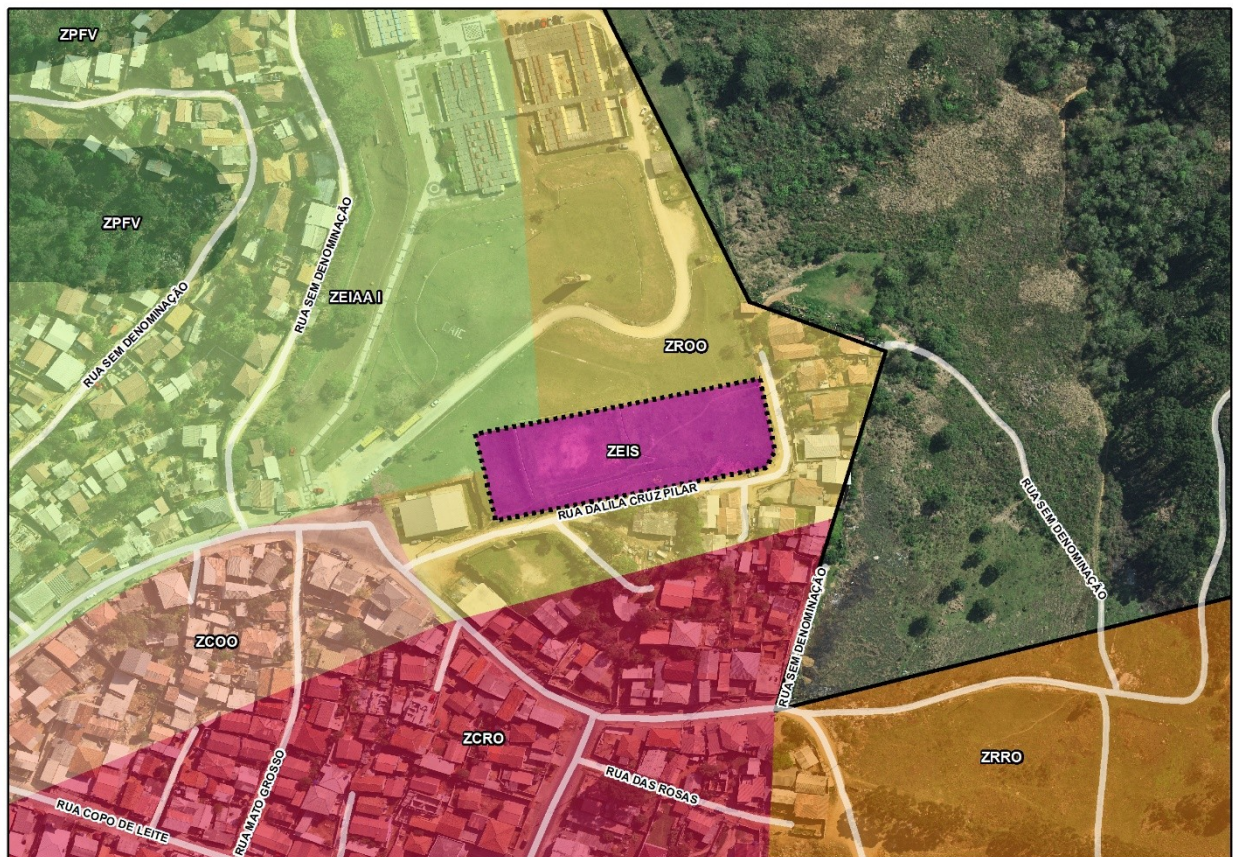 ZPFV
ZPFV
RUA SEM DENOMINAÇÃO
RUA SEM DENOMINAÇÃO
ZEIAA I
CAIC
ZROO
ZEIS
RUA DALILA CRUZ PILAR
RUA SEM DENOMINAÇÃO
RUA SEM DENOMINAÇÃO
ZCOO
ZCRO
ZRRO
RUA DAS ROSAS
RUA MATO GROSSO
RUA COPO DE LEITE